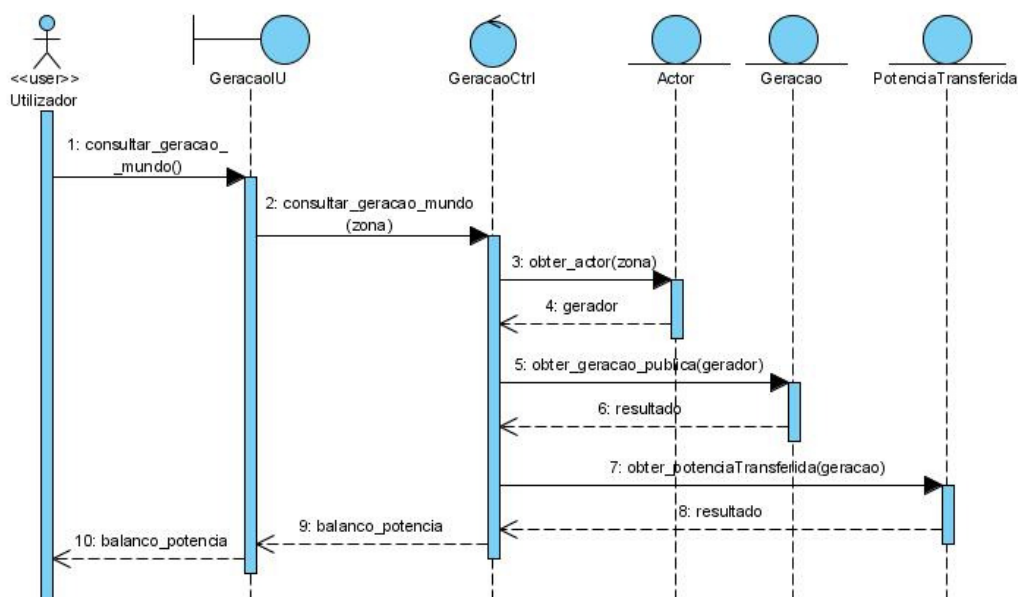 <<user>>
Utilizador
GeracaoIU
GeracaoCtrl
Actor
Geracao
PotenciaTransferida
1: consultar_geracao_
_mundo()
2: consultar_geracao_mundo
(zona)
3: obter_actor(zona)
4: gerador
5: obter_geracao_publica(gerador)
6: resultado
7: obter_potenciaTransferida(geracao)
8: resultado
9: balanco_potencia
10: balanco_potencia